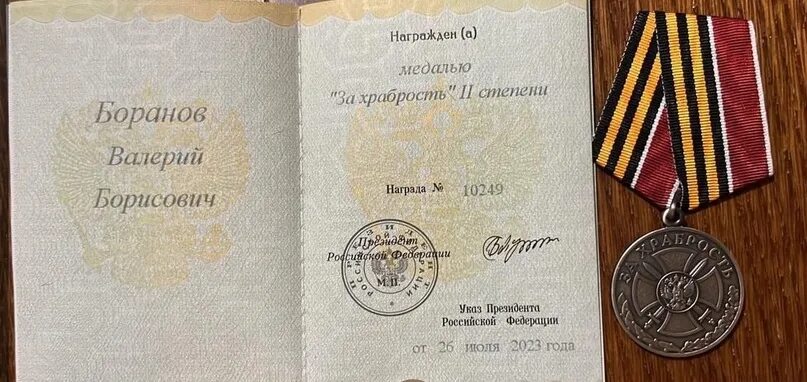 Боранов
Валерий
Борисович
Награжден (а)
медалью
"За храбрость" II степени
Награда № 10249
Президент
Российской Федерации
М.П.
Указ Президента
Российской Федерации
от 26 июля 2023 года
ЗА ХРАБРОСТЬ